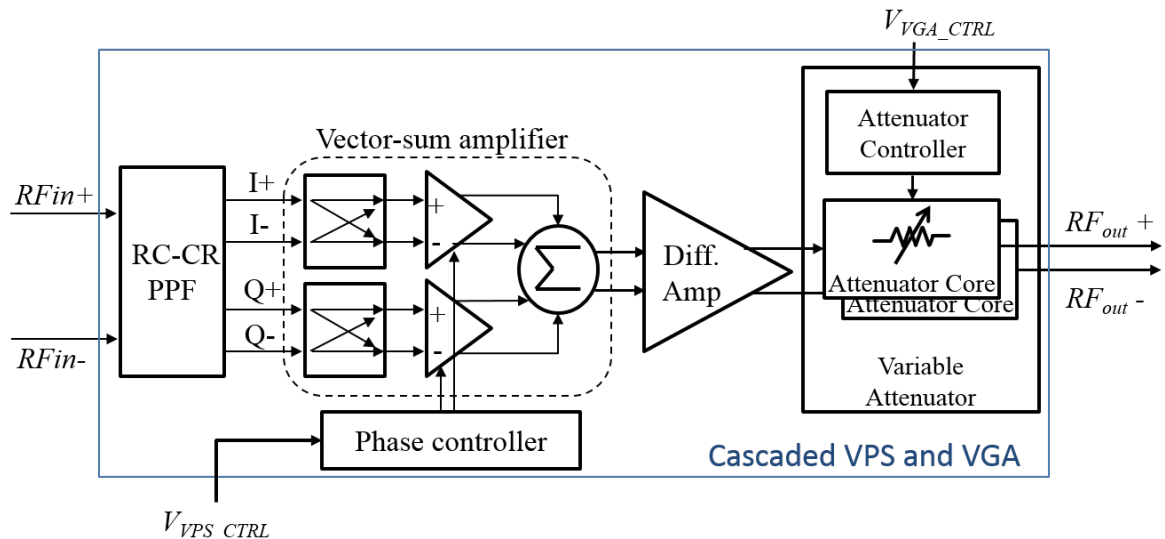 V_VGA_CTRL
Attenuator
Controller
Vector-sum amplifier
RFin+
RFin-
RC-CR
PPF
I+
I-
Q+
Q-
+
-
+
-
Σ
Diff.
Amp
Attenuator Core
Attenuator Core
RF_out +
RF_out -
Variable
Attenuator
Phase controller
Cascaded VPS and VGA
V_VPS_CTRL